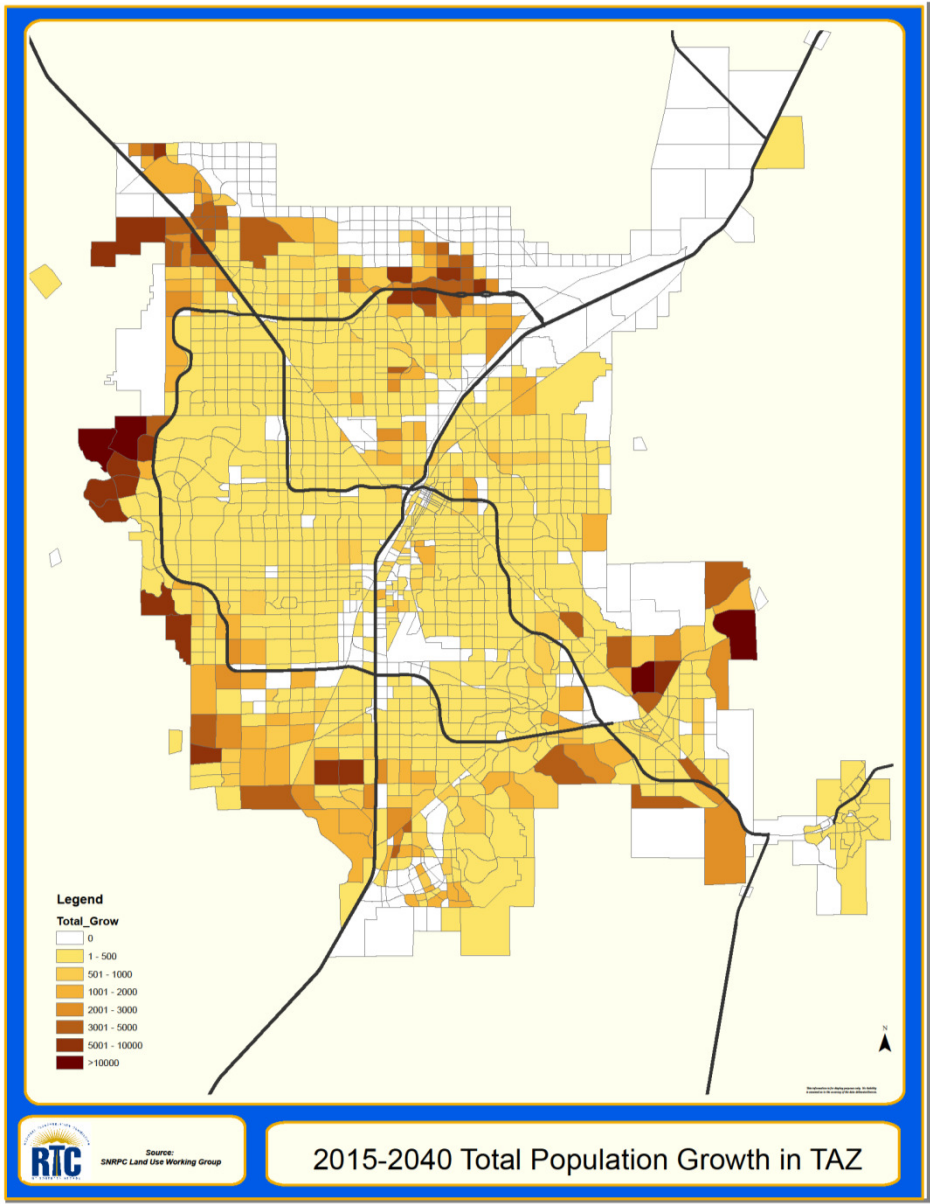 Legend
Total_Grow
0
1 - 500
501 - 1000
1001 - 2000
2001 - 3000
3001 - 5000
5001 - 10000
>10000
N
RTC
Source:
SNRPC Land Use Working Group
2015-2040 Total Population Growth in TAZ